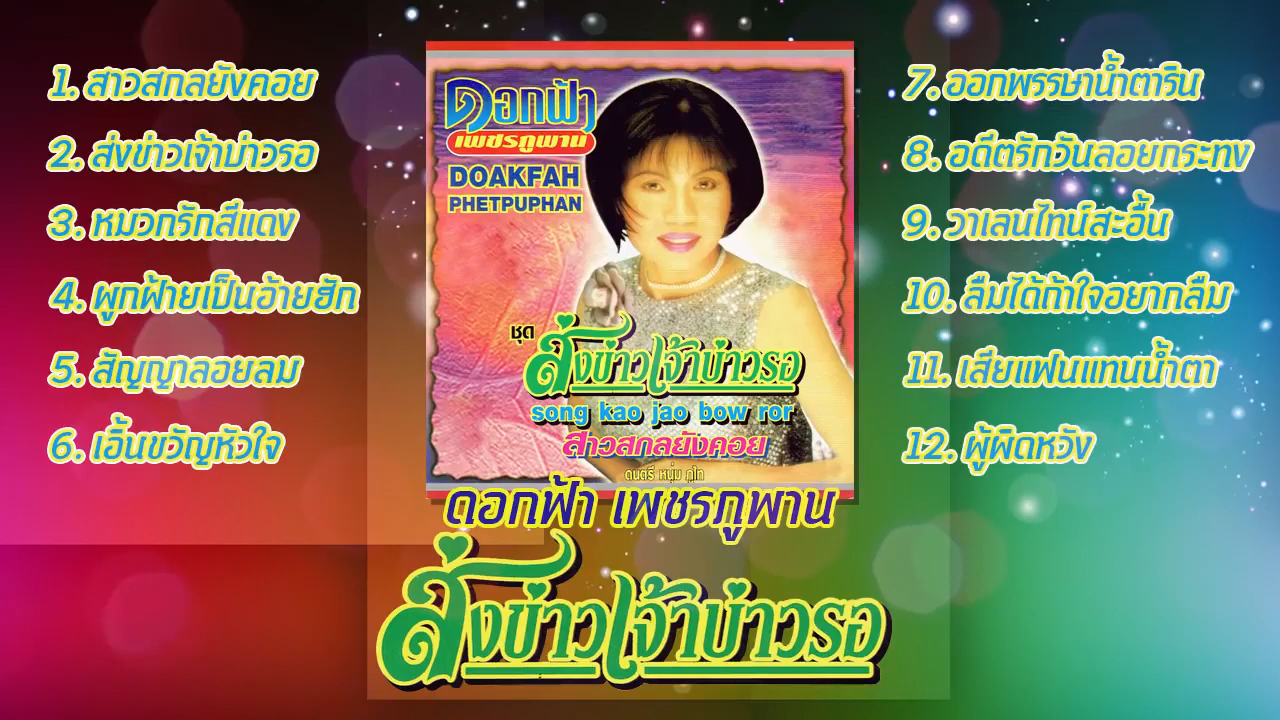 1. สาวสกลยังคอย
2. ส่งข่าวเจ้าบ่าวรอ
3. หมวกรักสีแดง
4. ผูกฝ้ายเป็นอ้ายฮัก
5. สัญญาลอยลม
6. เอิ้นขวัญหัวใจ
ดอกฟ้า
เพชรภูพาน
DOAKFAH
PHETPUPHAN
ชุด
ส่งข่าวเจ้าบ่าวรอ
song kao jao bow ror
สาวสกลยังคอย
ดนตรี หนุ่ม ภูไท
ดอกฟ้า เพชรภูพาน
ส่งข่าวเจ้าบ่าวรอ
7. ออกพรรษาน้ำตาริน
8. อดีตรักวันลอยกระทง
9. วาเลนไทน์สะอื้น
10. ลืมได้ถ้าใจอยากลืม
11. เสียแฟนแทนน้ำตา
12. ผู้ผิดหวัง